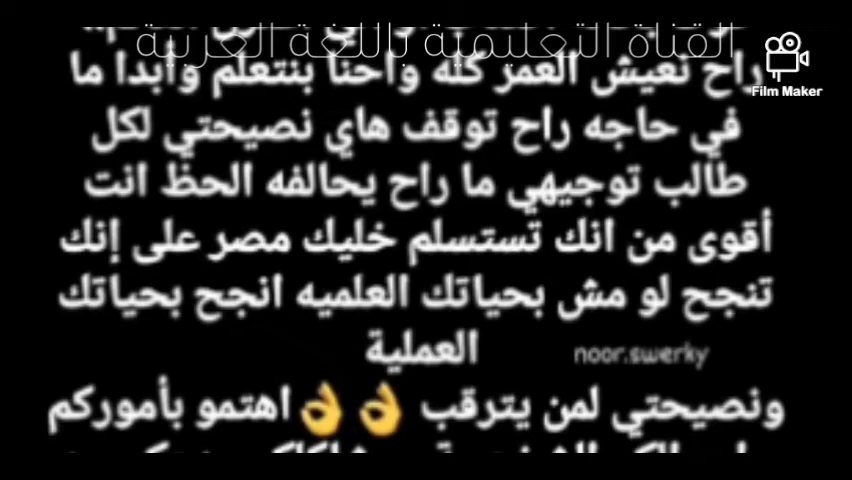 القناة التعليمية باللغة العربية
Film Maker
راح نعيش العمر كله واحنا بنتعلم وأبدا ما
في حاجه راح توقف هاي نصيحتي لكل
طالب توجيهي ما راح يحالفه الحظ انت
أقوى من انك تستسلم خليك مصر على إنك
تنجح لو مش بحياتك العلميه انجح بحياتك
العملية
noor.swerky
ونصيحتي لمن يترقب 👌👌اهتمو بأموركم